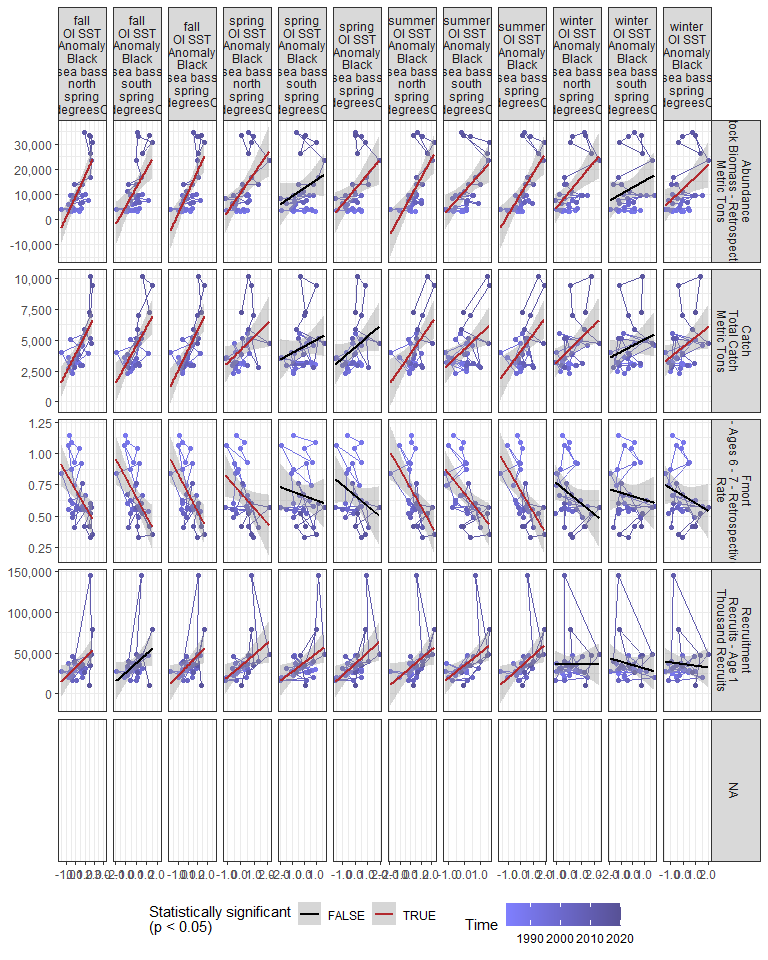 fall
OI SST
Anomaly
Black
sea bass
north
spring
degreesC
fall
OI SST
Anomaly
Black
sea bass
south
spring
degreesC
fall
OI SST
Anomaly
Black
sea bass
spring
degreesC
spring
OI SST
Anomaly
Black
sea bass
north
spring
degreesC
spring
OI SST
Anomaly
Black
sea bass
south
spring
degreesC
spring
OI SST
Anomaly
Black
sea bass
spring
degreesC
summer
OI SST
Anomaly
Black
sea bass
north
spring
degreesC
summer
OI SST
Anomaly
Black
sea bass
south
spring
degreesC
summer
OI SST
Anomaly
Black
sea bass
spring
degreesC
winter
OI SST
Anomaly
Black
sea bass
north
spring
degreesC
winter
OI SST
Anomaly
Black
sea bass
south
spring
degreesC
winter
OI SST
Anomaly
Black
sea bass
spring
degreesC
30,000
20,000
10,000
0
-10,000
Abundance
tock Biomass - Retrospect
Metric Tons
10,000
7,500
5,000
2,500
0
Catch
Total Catch
Metric Tons
1.25
1.00
0.75
0.50
0.25
Fmort
- Ages 6 - 7 - Retrospectiv
Rate
150,000
100,000
50,000
0
Recruitment
Recruits - Age 1
Thousand Recruits
NA
Statistically significant
(p < 0.05)
FALSE
TRUE
Time
1990 2000 2010 2020